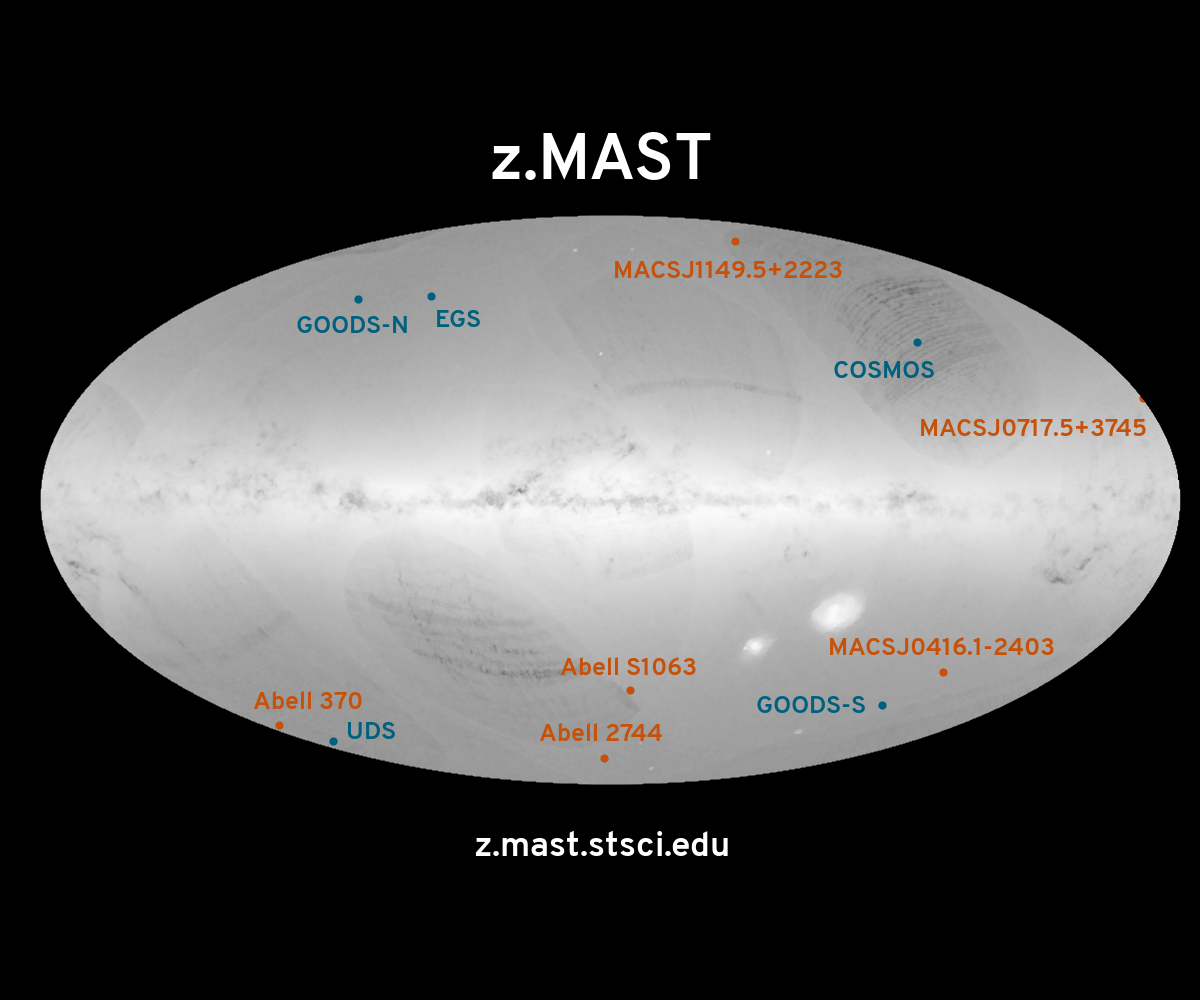 z.MAST
MACSJ1149.5+2223
GOODS-N
EGS
COSMOS
MACSJ0717.5+3745
MACSJ0416.1-2403
Abell S1063
Abell 370
GOODS-S
UDS
Abell 2744
z.mast.stsci.edu